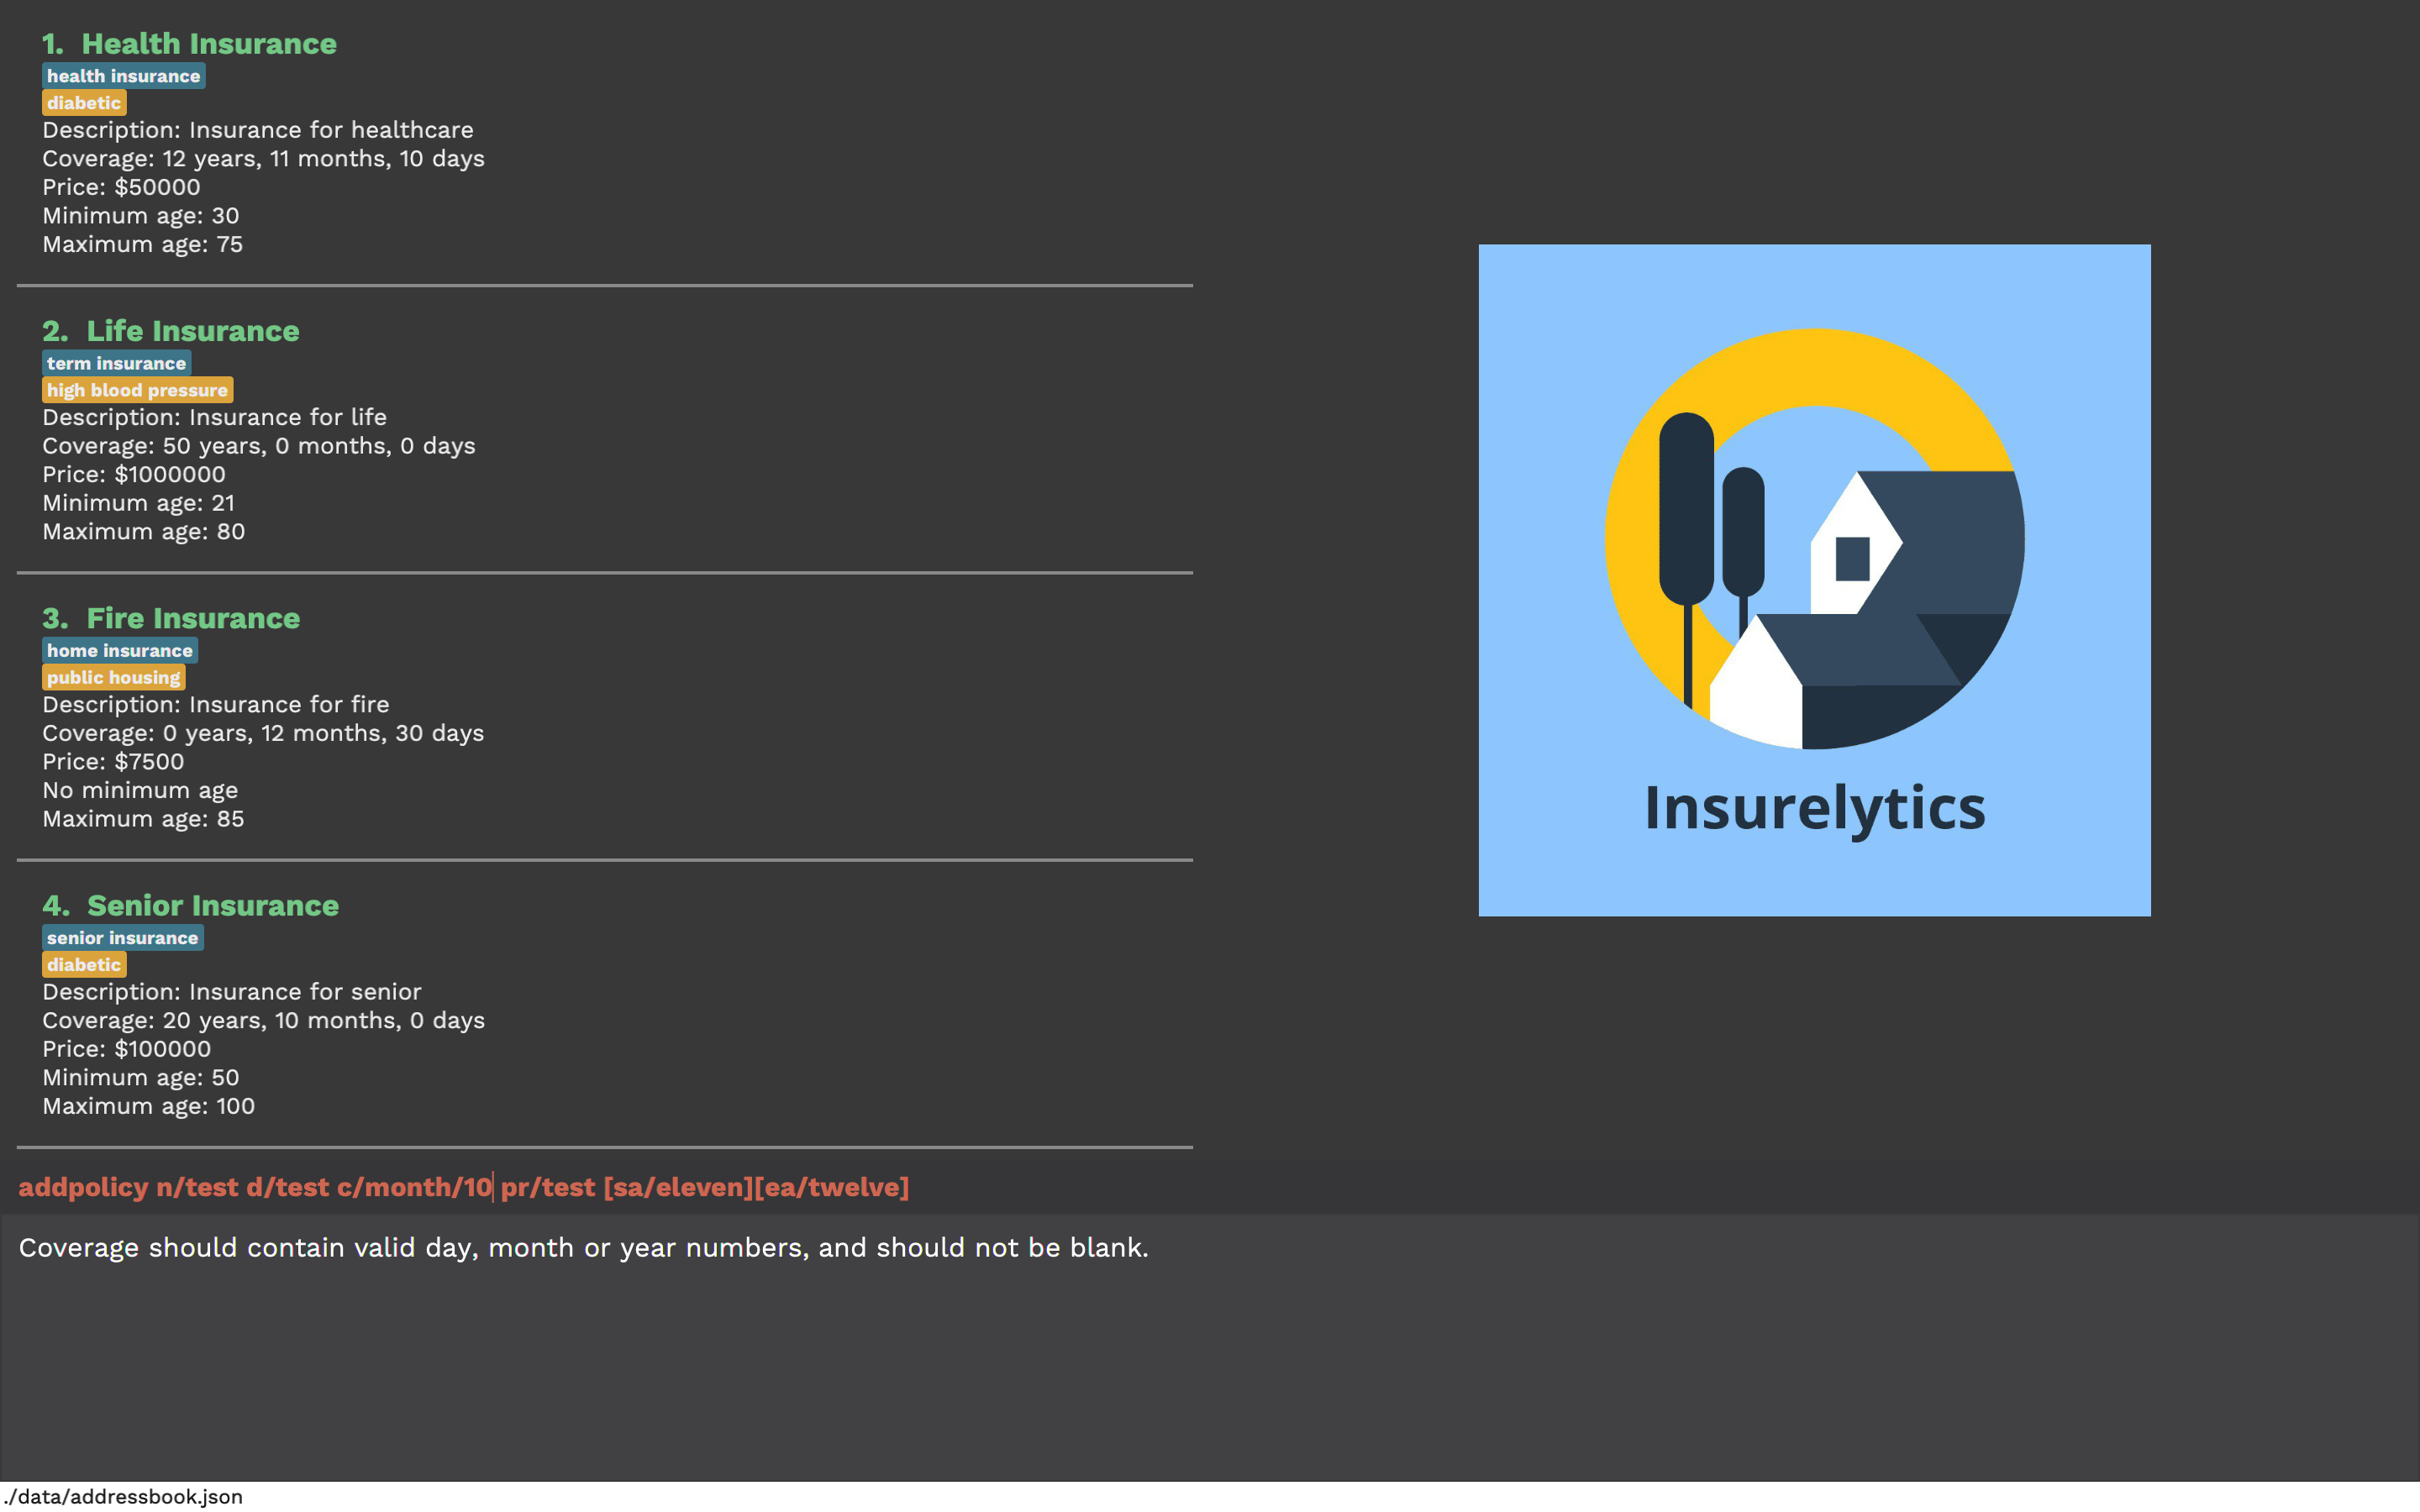 1. Health Insurance
health insurance
diabetic
Description: Insurance for healthcare
Coverage: 12 years, 11 months, 10 days
Price: $50000
Minimum age: 30
Maximum age: 75
2. Life Insurance
term insurance
high blood pressure
Description: Insurance for life
Coverage: 50 years, 0 months, 0 days
Price: $1000000
Minimum age: 21
Maximum age: 80
3. Fire Insurance
home insurance
public housing
Description: Insurance for fire
Coverage: 0 years, 12 months, 30 days
Price: $7500
No minimum age
Maximum age: 85
4. Senior Insurance
senior insurance
diabetic
Description: Insurance for senior
Coverage: 20 years, 10 months, 0 days
Price: $100000
Minimum age: 50
Maximum age: 100
Insurelytics
addpolicy n/test d/test c/month/10 pr/test [sa/eleven][ea/twelve]
Coverage should contain valid day, month or year numbers, and should not be blank.
./data/addressbook.json